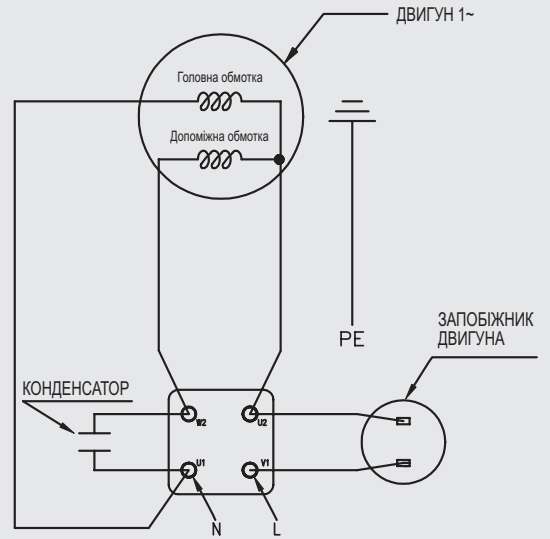 ДВИГУН 1~
Головна обмотка
Допоміжна обмотка
PE
ЗАПОБІЖНИК
ДВИГУНА
КОНДЕНСАТОР
W2
U2
U1
V1
N
L